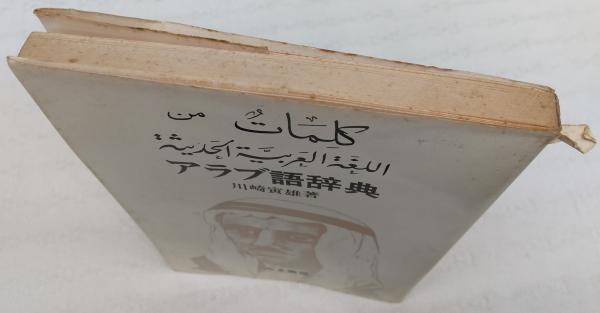 كلمات من
اللغة العربية الحديثة
アラブ語辞典
川崎寅雄著